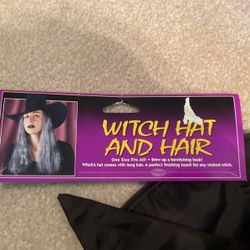 WITCH HAT
AND HAIR
One Size Fits All! • Brew up a bewitching look!
Witch's hat comes with long hair. A perfect finishing touch for any wicked witch.